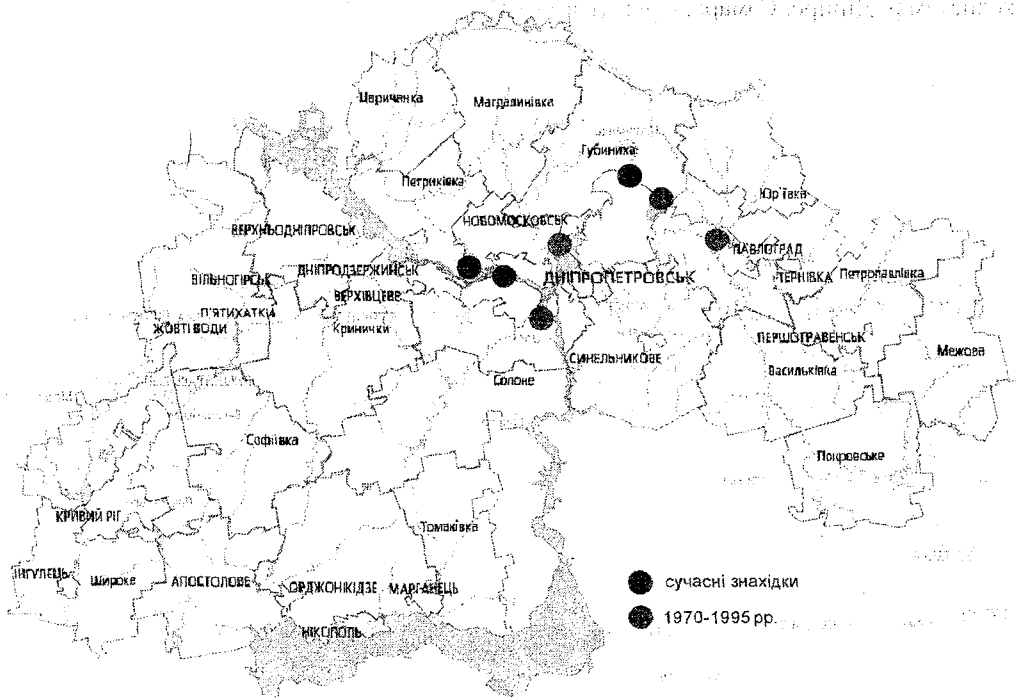 Царичанка
Магдалинівка
Губиниха
Петриківка
Юр'ївка
НОВОМОСКОВСЬК
ВЕРХНЬОДНІПРОВСЬК
ПАВЛОГРАД
ДНІПРОДЗЕРЖИНСЬК
ДНІПРОПЕТРОВСЬК
ТЕРНІВКА
Петропавлівка
ВІЛЬНОГІРСЬК
ВЕРХІВЦЕВЕ
П'ЯТИХАТКИ
ЖОВТІ ВОДИ
Кринички
ПЕРШОТРАВЕНСЬК
Межова
СИНЕЛЬНИКОВЕ
Васильківка
Солоне
Софіївка
Покровське
КРИВИЙ РІГ
Томаківка
ІНГУЛЕЦЬ
Широке
АПОСТОЛОВЕ
ОРДЖОНІКІДЗЕ
МАРГАНЕЦЬ
НІКОПОЛЬ
сучасні знахідки
1970-1995 рр.